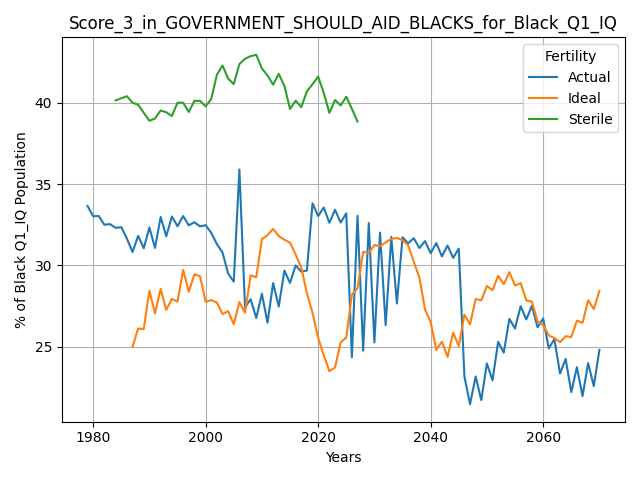 Score_3_in_GOVERNMENT_SHOULD_AID_BLACKS_for_Black_Q1_IQ
Fertility
Actual
Ideal
Sterile
% of Black Q1_IQ Population
40
35
30
25
1980
2000
2020
2040
2060
Years